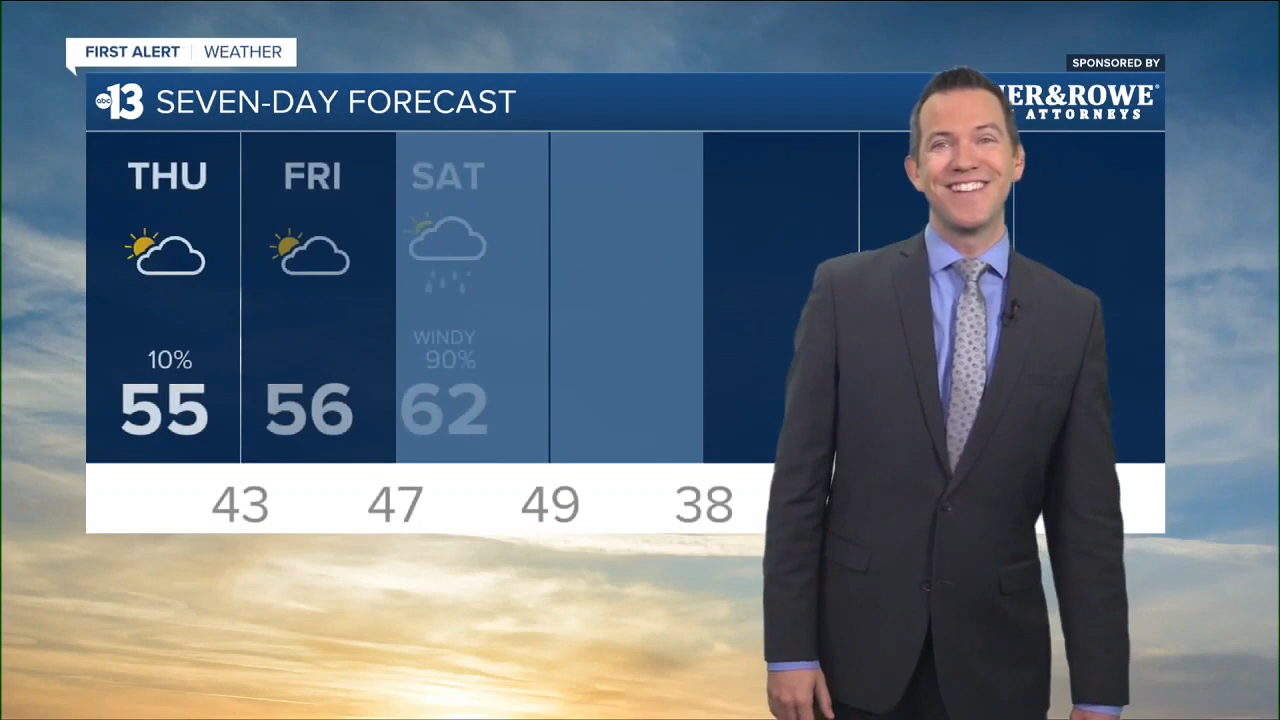 FIRST ALERT | WEATHER
SPONSORED BY
abc 13 SEVEN-DAY FORECAST
&ROWE
ATTORNEYS
THU FRI SAT
WINDY
10% 90%
55 56 62
43 47 49 38